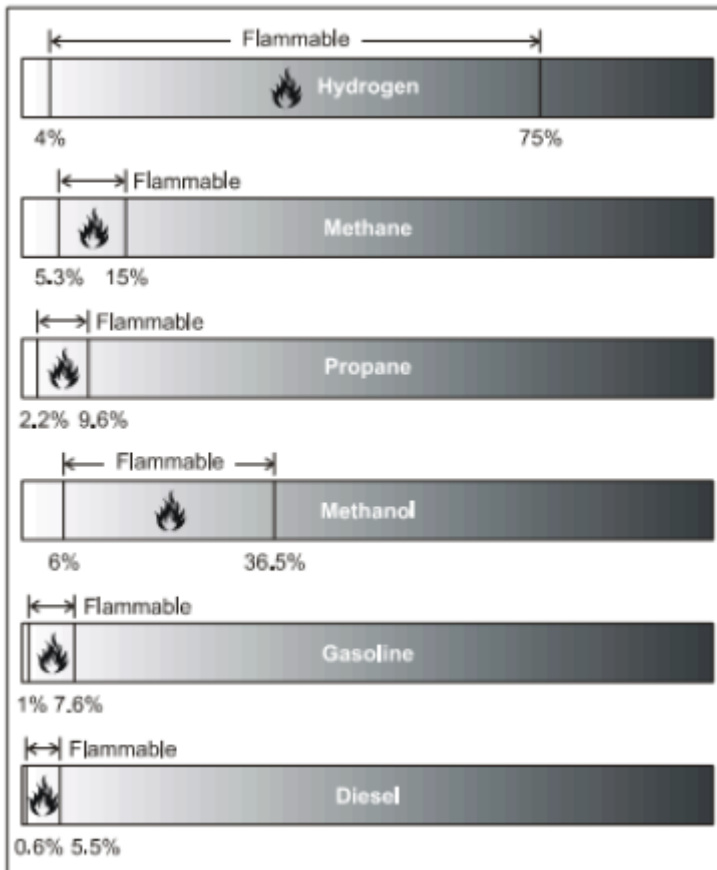 Flammable
Hydrogen
4% 75%
Flammable
Methane
5.3% 15%
Flammable
Propane
2.2% 9.6%
Flammable
Methanol
6% 36.5%
Flammable
Gasoline
1% 7.6%
Flammable
Diesel
0.6% 5.5%